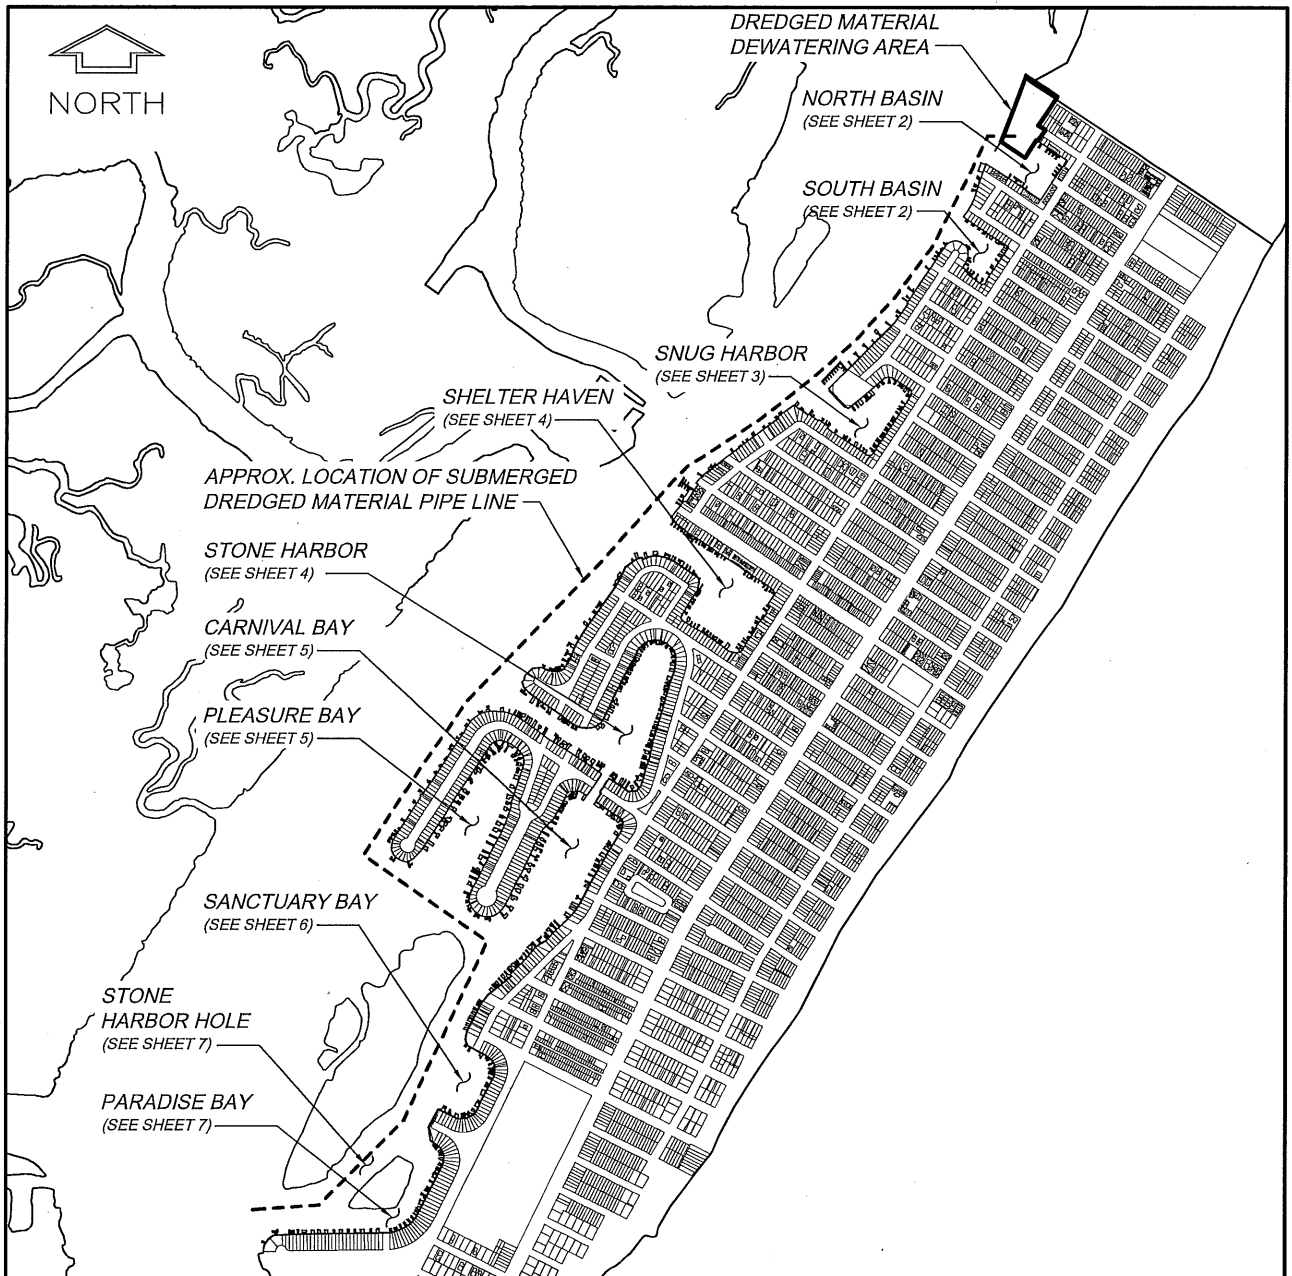 NORTH
DREDGED MATERIAL
DEWATERING AREA
NORTH BASIN
(SEE SHEET 2)
SOUTH BASIN
(SEE SHEET 2)
SNUG HARBOR
(SEE SHEET 3)
SHELTER HAVEN
(SEE SHEET 4)
APPROX. LOCATION OF SUBMERGED
DREDGED MATERIAL PIPE LINE
STONE HARBOR
(SEE SHEET 4)
CARNIVAL BAY
(SEE SHEET 5)
PLEASURE BAY
(SEE SHEET 5)
SANCTUARY BAY
(SEE SHEET 6)
STONE
HARBOR HOLE
(SEE SHEET 7)
PARADISE BAY
(SEE SHEET 7)